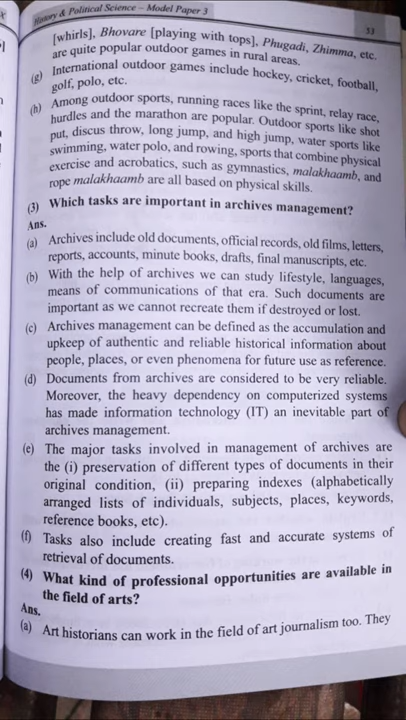 History & Political Science – Model Paper 3
33
[whirls], Bhovare [playing with tops], Phugadi, Zhimma, etc.
are quite popular outdoor games in rural areas.
(g) International outdoor games include hockey, cricket, football,
golf, polo, etc.
(h) Among outdoor sports, running races like the sprint, relay race,
hurdles and the marathon are popular. Outdoor sports like shot
put, discus throw, long jump, and high jump, water sports like
swimming, water polo, and rowing, sports that combine physical
exercise and acrobatics, such as gymnastics, malakhaamb, and
rope malakhaamb are all based on physical skills.
(3) Which tasks are important in archives management?
Ans.
(a) Archives include old documents, official records, old films, letters,
reports, accounts, minute books, drafts, final manuscripts, etc.
(b) With the help of archives we can study lifestyle, languages,
means of communications of that era. Such documents are
important as we cannot recreate them if destroyed or lost.
(c) Archives management can be defined as the accumulation and
upkeep of authentic and reliable historical information about
people, places, or even phenomena for future use as reference.
(d) Documents from archives are considered to be very reliable.
Moreover, the heavy dependency on computerized systems
has made information technology (IT) an inevitable part of
archives management.
(e) The major tasks involved in management of archives are
the (i) preservation of different types of documents in their
original condition, (ii) preparing indexes (alphabetically
arranged lists of individuals, subjects, places, keywords,
reference books, etc).
(f) Tasks also include creating fast and accurate systems of
retrieval of documents.
(4) What kind of professional opportunities are available in
the field of arts?
Ans.
(a) Art historians can work in the field of art journalism too. They